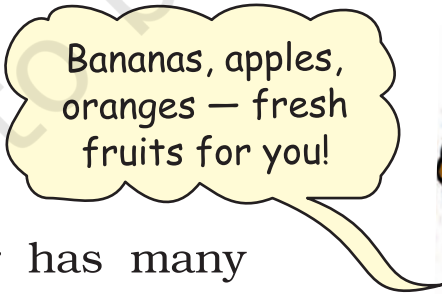 Bananas, apples,
oranges — fresh
fruits for you!
has many